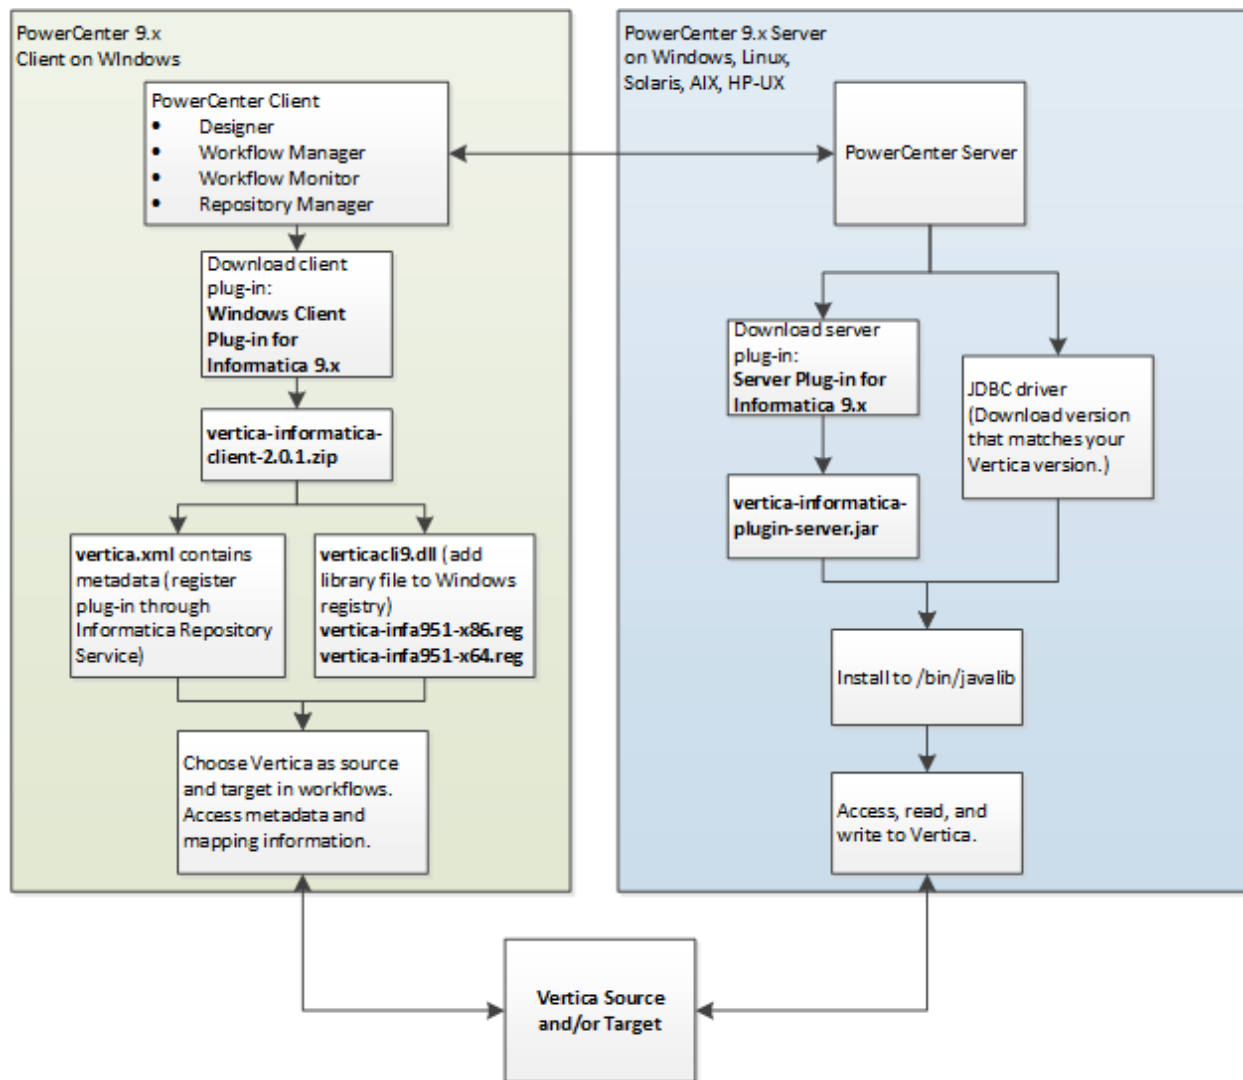 PowerCenter 9.x
Client on WIndows
PowerCenter Client
• Designer
• Workflow Manager
• Workflow Monitor
• Repository Manager
Download client
plug-in:
Windows Client
Plug-in for
Informatica 9.x
vertica-informatica-
client-2.0.1.zip
vertica.xml contains
metadata (register
plug-in through
Informatica Repository
Service)
verticacli9.dll (add
library file to Windows
registry)
vertica-infa951-x86.reg
vertica-infa951-x64.reg
Choose Vertica as source
and target in workflows.
Access metadata and
mapping information.
PowerCenter 9.x Server
on Windows, Linux,
Solaris, AIX, HP-UX
PowerCenter Server
Download server
plug-in:
Server Plug-in for
Informatica 9.x
JDBC driver
(Download version
that matches your
Vertica version.)
vertica-informatica-
plugin-server.jar
Install to /bin/javalib
Access, read, and
write to Vertica.
Vertica Source
and/or Target